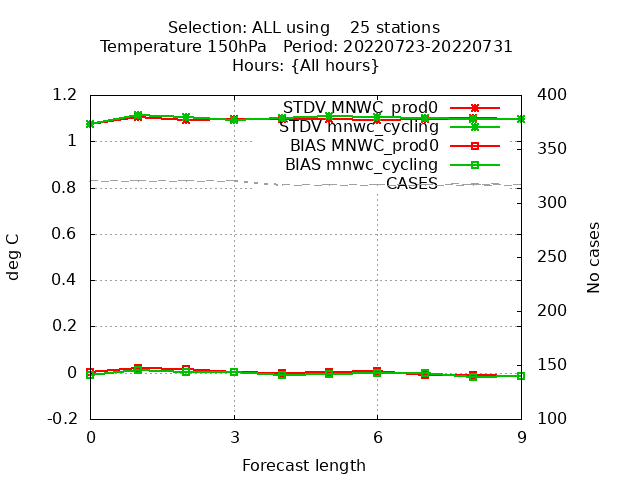 Selection: ALL using    25 stations
Temperature 150hPa   Period: 20220723-20220731
Hours: {All hours}
STDV MNWC_prod0
STDV mnwc_cycling
BIAS MNWC_prod0
BIAS mnwc_cycling
CASES
deg C
1.2
1
0.8
0.6
0.4
0.2
0
-0.2
400
350
300
250
200
150
100
No cases
0 3 6 9
Forecast length